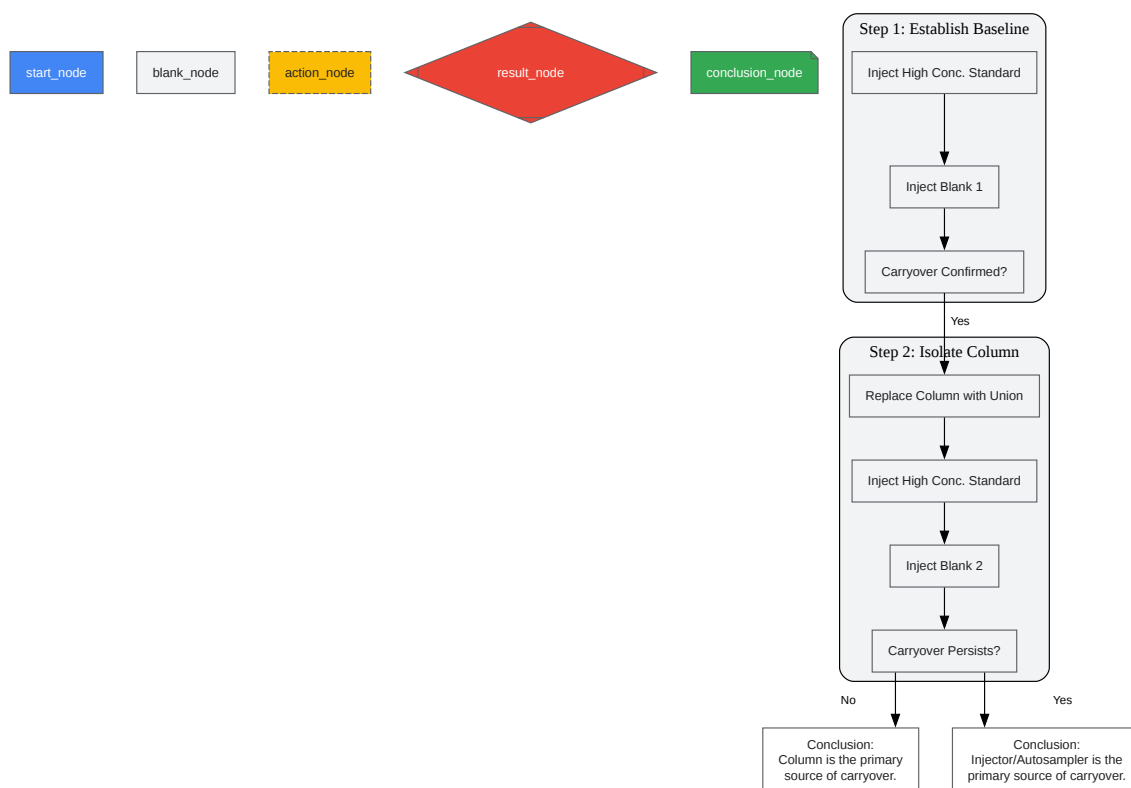 start_node
blank_node
action_node
result_node
conclusion_node
Step 1: Establish Baseline
Inject High Conc. Standard
Inject Blank 1
Carryover Confirmed?
Yes
Step 2: Isolate Column
Replace Column with Union
Inject High Conc. Standard
Inject Blank 2
Carryover Persists?
No
Yes
Conclusion:
Column is the primary
source of carryover.
Conclusion:
Injector/Autosampler is the
primary source of carryover.